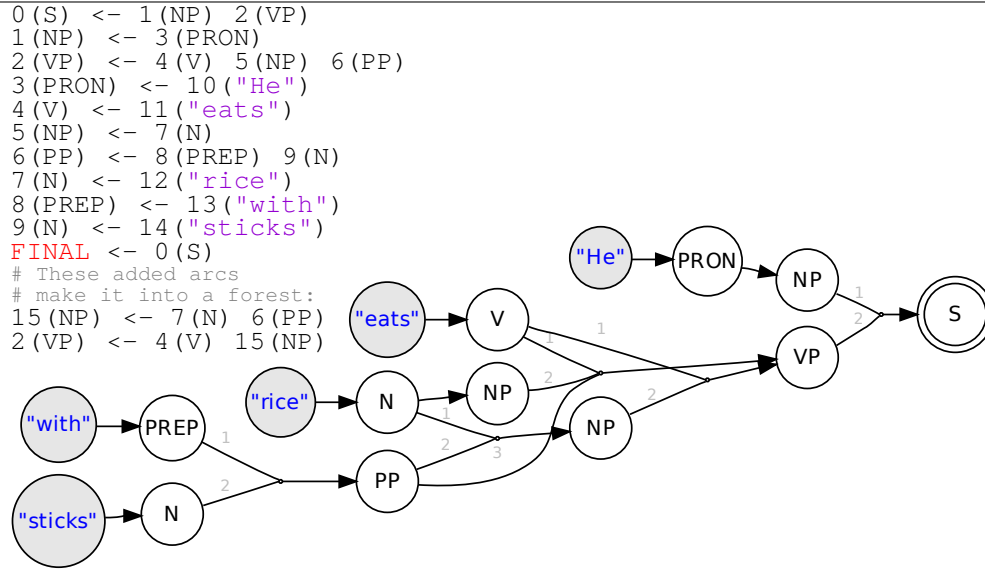 0(S) <- 1(NP) 2(VP)
1(NP) <- 3(PRON)
2(VP) <- 4(V) 5(NP) 6(PP)
3(PRON) <- 10("He")
4(V) <- 11("eats")
5(NP) <- 7(N)
6(PP) <- 8(PREP) 9(N)
7(N) <- 12("rice")
8(PREP) <- 13("with")
9(N) <- 14("sticks")
FINAL <- 0(S)
# These added arcs
# make it into a forest:
15(NP) <- 7(N) 6(PP)
2(VP) <- 4(V) 15(NP)
"He"
PRON
NP
1
S
2
"eats"
V
1
1
VP
"rice"
N
NP
2
2
1
NP
"with"
PREP
1
2
3
PP
2
"sticks"
N